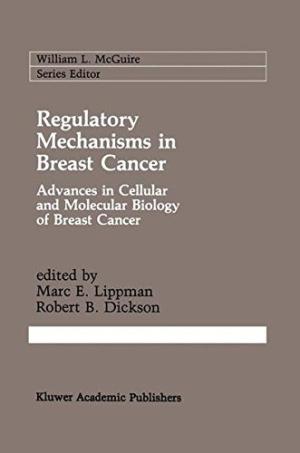 William L. McGuire
Series Editor
Regulatory
Mechanisms in
Breast Cancer
Advances in Cellular
and Molecular Biology
of Breast Cancer
edited by
Marc E. Lippman
Robert B. Dickson
Kluwer Academic Publishers